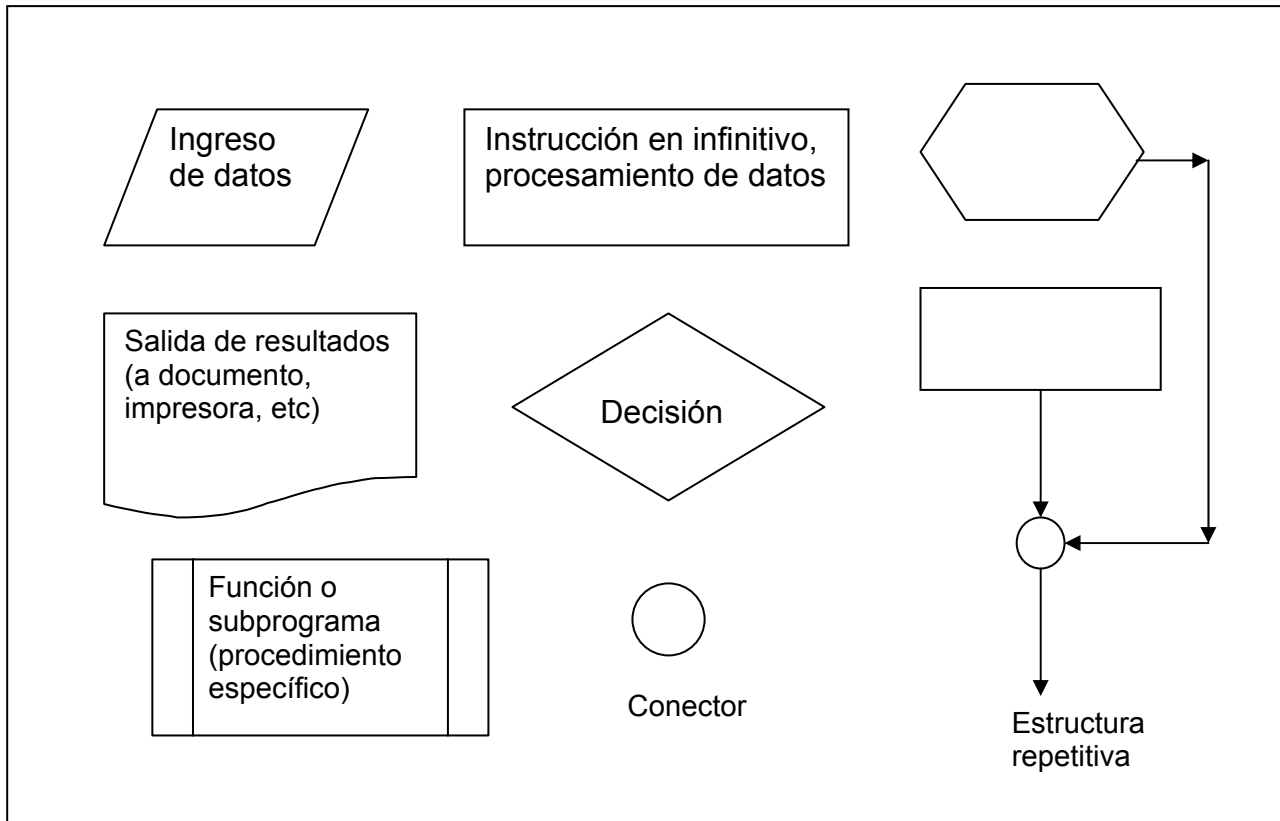 Ingreso
de datos
Instrucción en infinitivo,
procesamiento de datos
Salida de resultados
(a documento,
impresora, etc)
Decisión
Función o
subprograma
(procedimiento
específico)
Conector
Estructura
repetitiva